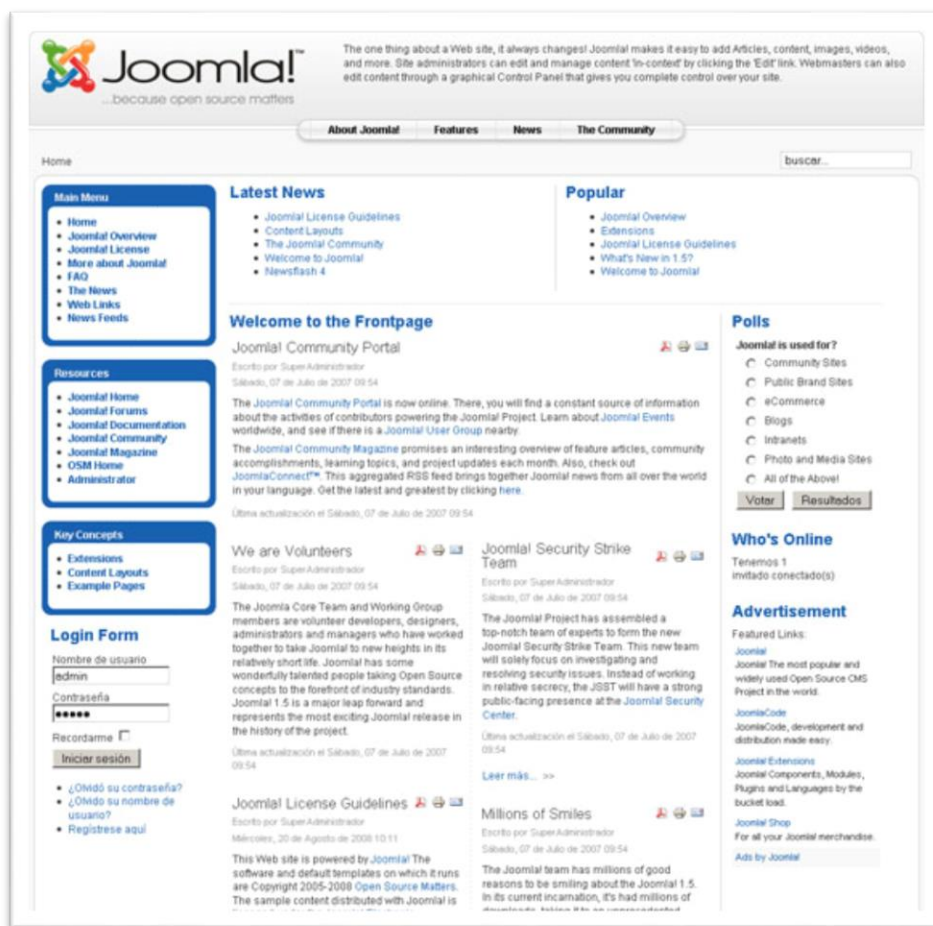 Joomla!™
...because open source matters
The one thing about a Web site, it always changes! Joomla! makes it easy to add Articles, content, images, videos,
and more. Site administrators can edit and manage content 'in-context' by clicking the 'Edit' link. Webmasters can also
edit content through a graphical Control Panel that gives you complete control over your site.
About Joomla! Features News The Community
Home
buscar...
Main Menu
Home
Joomla! Overview
Joomla! License
More about Joomla!
FAQ
The News
Web Links
News Feeds
Resources
Joomla! Home
Joomla! Forums
Joomla! Documentation
Joomla! Community
Joomla! Magazine
OSM Home
Administrator
Key Concepts
Extensions
Content Layouts
Example Pages
Login Form
Nombre de usuario
admin
Contraseña
●●●●●
Recordarme
Iniciar sesión
¿Olvidó su contraseña?
¿Olvido su nombre de
usuario?
Regístrese aquí
Latest News
Joomla! License Guidelines
Content Layouts
The Joomla! Community
Welcome to Joomla!
Newsflash 4
Popular
Joomla! Overview
Extensions
Joomla! License Guidelines
What's New in 1.5?
Welcome to Joomla!
Welcome to the Frontpage
Joomla! Community Portal
Escrito por Super Administrador
Sábado, 07 de Julio de 2007 09:54
The Joomla! Community Portal is now online. There, you will find a constant source of information
about the activities of contributors powering the Joomla! Project. Learn about Joomla! Events
worldwide, and see if there is a Joomla! User Group nearby.
The Joomla! Community Magazine promises an interesting overview of feature articles, community
accomplishments, learning topics, and project updates each month. Also, check out
JoomlaConnect™. This aggregated RSS feed brings together Joomla! news from all over the world
in your language. Get the latest and greatest by clicking here.
Última actualización el Sábado, 07 de Julio de 2007 09:54
We are Volunteers
Escrito por Super Administrador
Sábado, 07 de Julio de 2007 09:54
The Joomla Core Team and Working Group
members are volunteer developers, designers,
administrators and managers who have worked
together to take Joomla! to new heights in its
relatively short life. Joomla! has some
wonderfully talented people taking Open Source
concepts to the forefront of industry standards.
Joomla! 1.5 is a major leap forward and
represents the most exciting Joomla! release in
the history of the project.
Última actualización el Sábado, 07 de Julio de 2007
09:54
Joomla! Security Strike
Team
Escrito por Super Administrador
Sábado, 07 de Julio de 2007 09:54
The Joomla! Project has assembled a
top-notch team of experts to form the new
Joomla! Security Strike Team. This new team
will solely focus on investigating and
resolving security issues. Instead of working
in relative secrecy, the JSST will have a strong
public-facing presence at the Joomla! Security
Center.
Última actualización el Sábado, 07 de Julio de 2007
09:54
Leer más... >>
Joomla! License Guidelines
Escrito por Super Administrador
Miércoles, 20 de Agosto de 2008 10:11
This Web site is powered by Joomla! The
software and default templates on which it runs
are Copyright 2005-2008 Open Source Matters.
The sample content distributed with Joomla! is
Millions of Smiles
Escrito por Super Administrador
Sábado, 07 de Julio de 2007 09:54
The Joomla! team has millions of good
reasons to be smiling about the Joomla! 1.5.
In its current incarnation, it's had millions of
downloads, taking it to an unprecedented
Polls
Joomla! is used for?
Community Sites
Public Brand Sites
eCommerce
Blogs
Intranets
Photo and Media Sites
All of the Above!
Votar Resultados
Who's Online
Tenemos 1
invitado conectado(s)
Advertisement
Featured Links:
Joomla!
Joomla! The most popular and
widely used Open Source CMS
Project in the world.
JoomlaCode
JoomlaCode, development and
distribution made easy.
Joomla! Extensions
Joomla! Components, Modules,
Plugins and Languages by the
bucket load.
Joomla! Shop
For all your Joomla! merchandise.
Ads by Joomla!